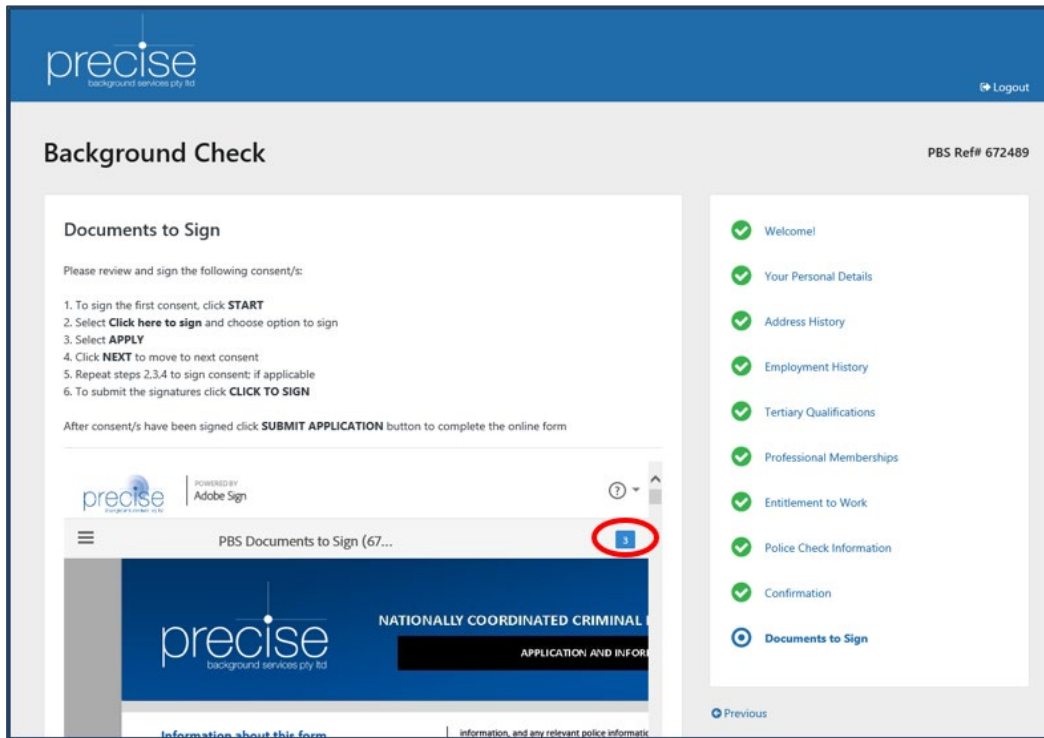 precise
background services pty ltd
Logout
Background Check
PBS Ref# 672489
Documents to Sign
Please review and sign the following consent/s:
1. To sign the first consent, click START
2. Select Click here to sign and choose option to sign
3. Select APPLY
4. Click NEXT to move to next consent
5. Repeat steps 2,3,4 to sign consent; if applicable
6. To submit the signatures click CLICK TO SIGN
After consent/s have been signed click SUBMIT APPLICATION button to complete the online form
precise
POWERED BY
Adobe Sign
PBS Documents to Sign (67...
3
precise
background services pty ltd
NATIONALLY COORDINATED CRIMINAL
APPLICATION AND INFOR
Information about this form
information, and any relevant police informatic
Welcome!
Your Personal Details
Address History
Employment History
Tertiary Qualifications
Professional Memberships
Entitlement to Work
Police Check Information
Confirmation
Documents to Sign
Previous